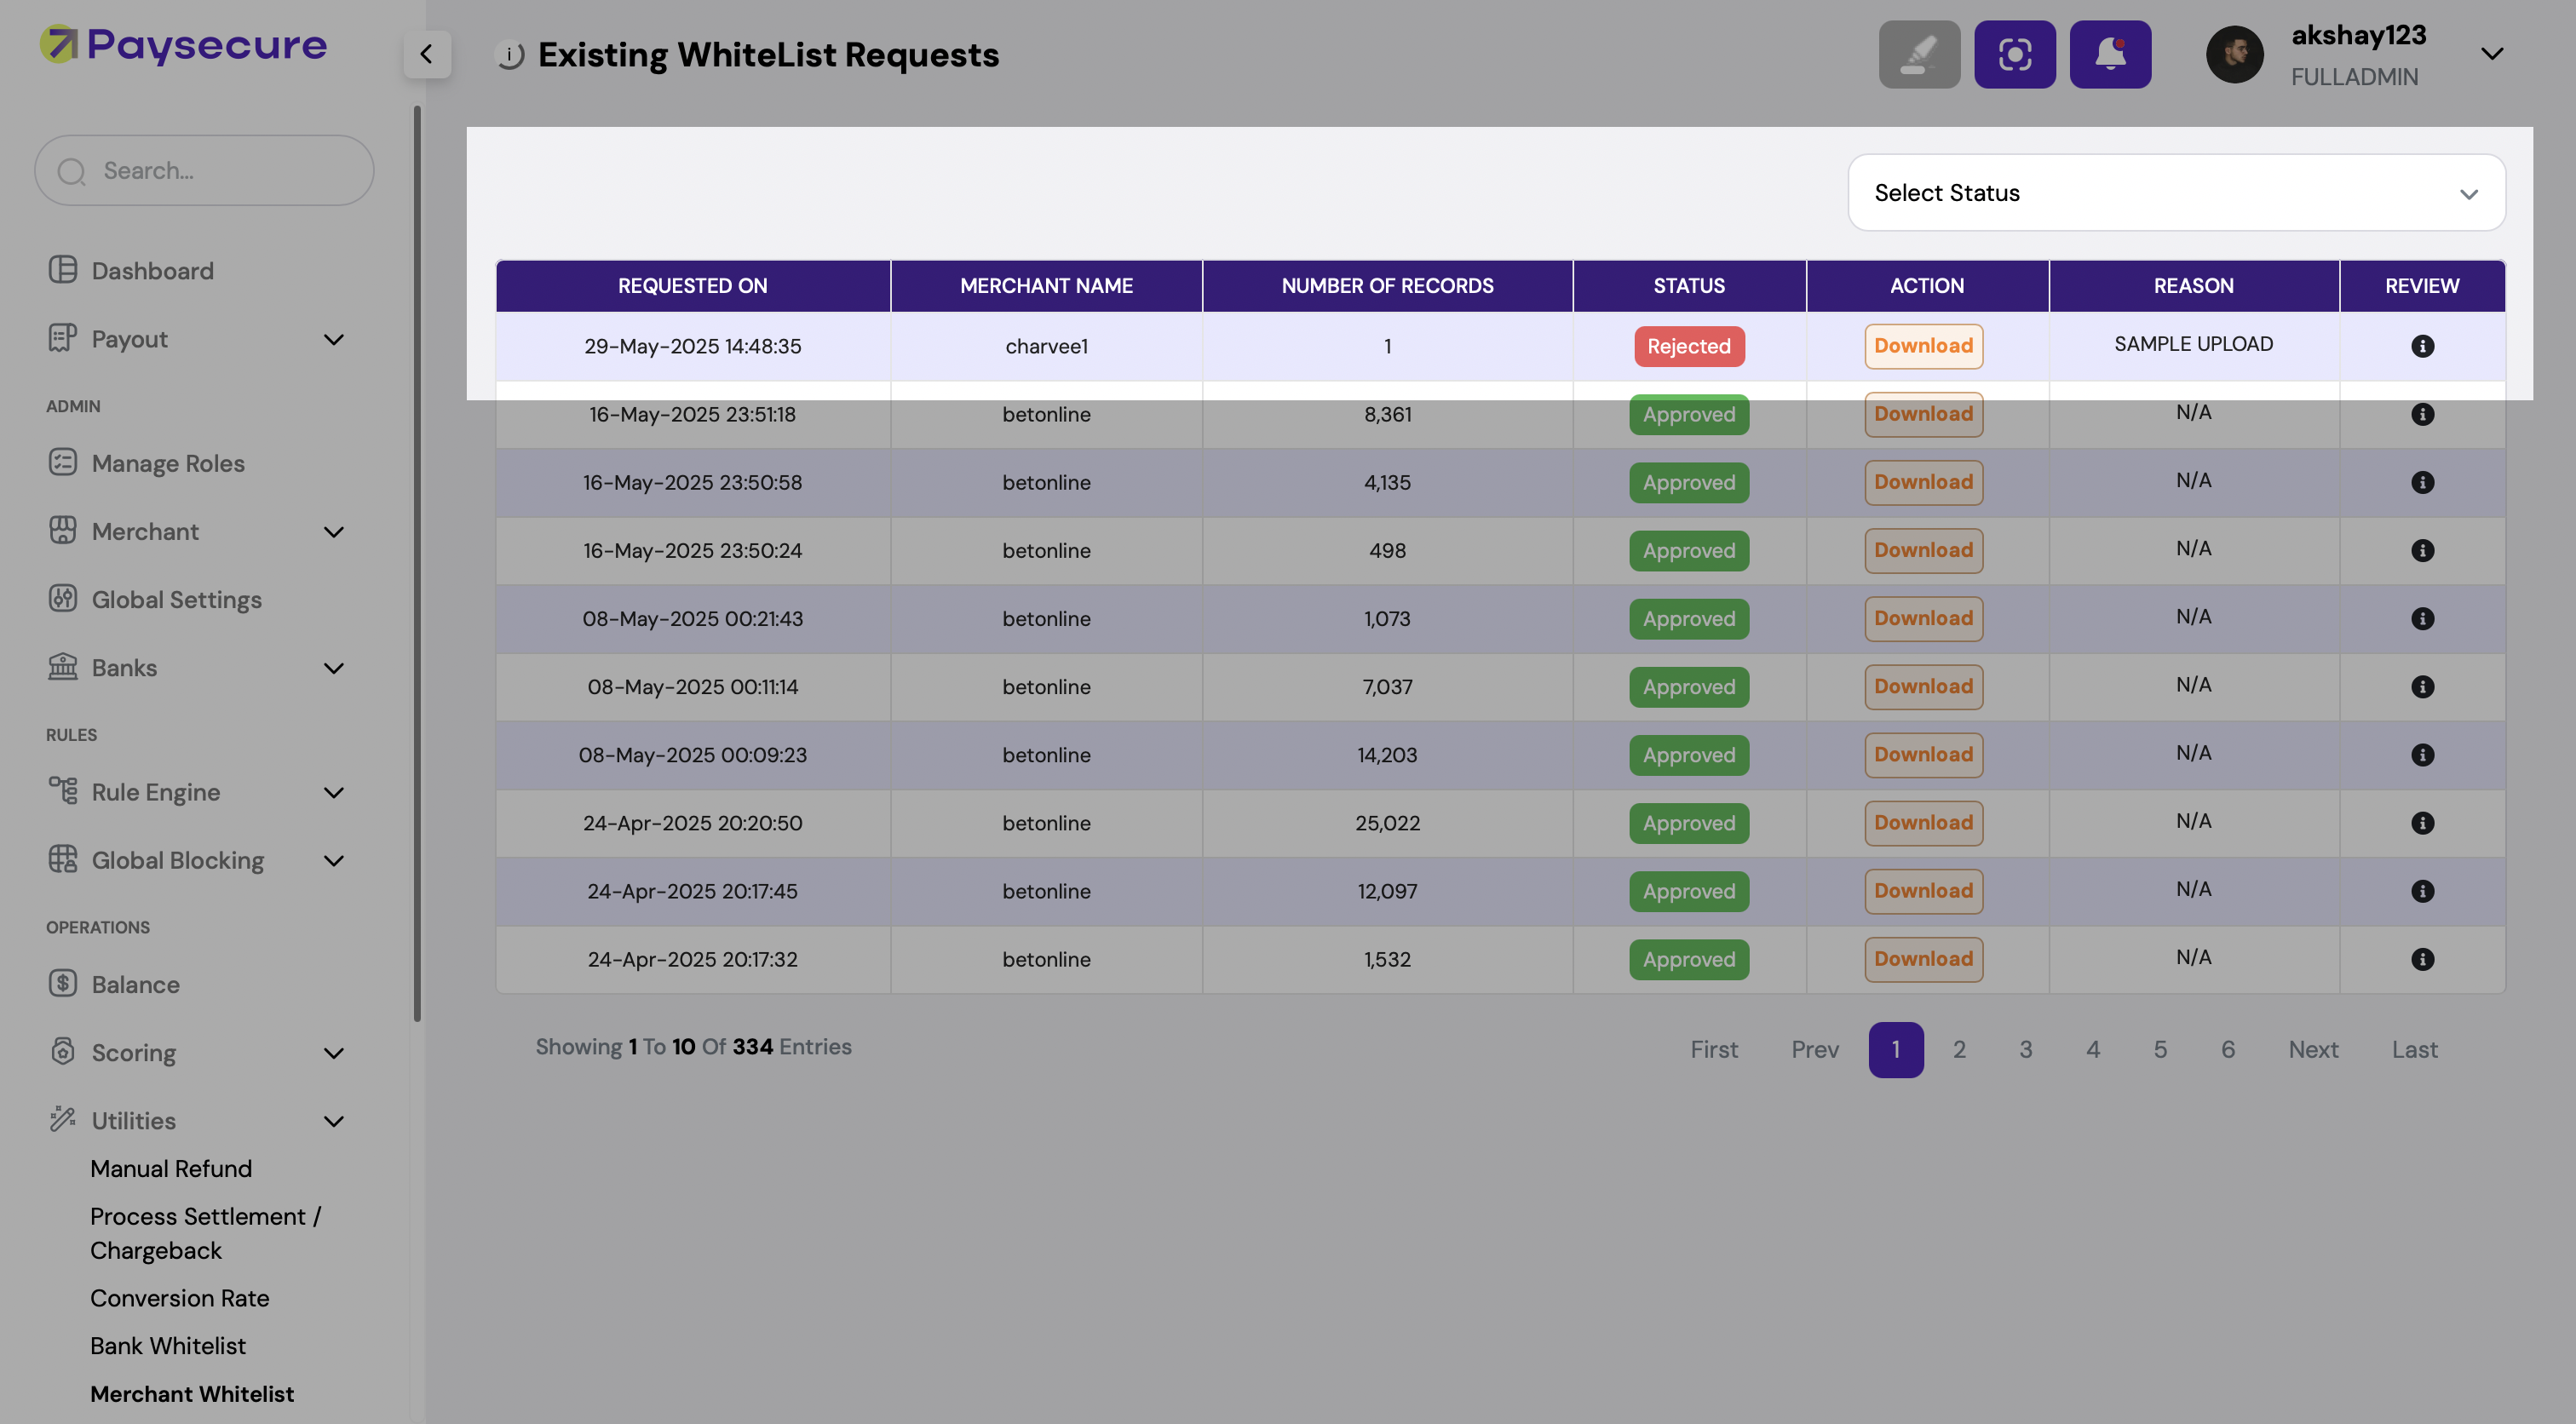 Paysecure
Search...
Dashboard
Payout
ADMIN
Manage Roles
Merchant
Global Settings
Banks
RULES
Rule Engine
Global Blocking
OPERATIONS
Balance
Scoring
Utilities
Manual Refund
Process Settlement /
Chargeback
Conversion Rate
Bank Whitelist
Merchant Whitelist
Existing WhiteList Requests
akshay123
FULLADMIN
Select Status
REQUESTED ON MERCHANT NAME NUMBER OF RECORDS STATUS ACTION REASON REVIEW
29-May-2025 14:48:35 charvee1 1 Rejected Download SAMPLE UPLOAD
16-May-2025 23:51:18 betonline 8,361 Approved Download N/A
16-May-2025 23:50:58 betonline 4,135 Approved Download N/A
16-May-2025 23:50:24 betonline 498 Approved Download N/A
08-May-2025 00:21:43 betonline 1,073 Approved Download N/A
08-May-2025 00:11:14 betonline 7,037 Approved Download N/A
08-May-2025 00:09:23 betonline 14,203 Approved Download N/A
24-Apr-2025 20:20:50 betonline 25,022 Approved Download N/A
24-Apr-2025 20:17:45 betonline 12,097 Approved Download N/A
24-Apr-2025 20:17:32 betonline 1,532 Approved Download N/A
Showing 1 To 10 Of 334 Entries
First Prev 1 2 3 4 5 6 Next Last